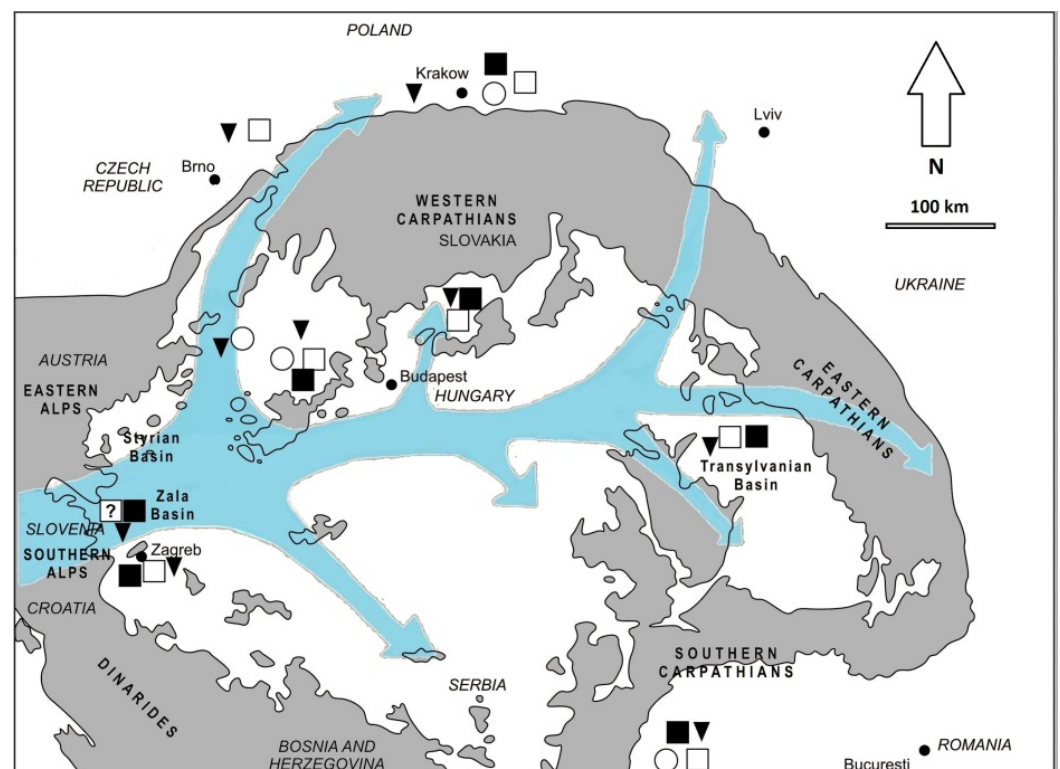 POLAND
Krakow
Lviv
CZECH
REPUBLIC
Brno
N
100 km
WESTERN
CARPATHIANS
SLOVAKIA
UKRAINE
AUSTRIA
EASTERN
ALPS
Budapest
HUNGARY
EASTERN
CARPATHIANS
Styrian
Basin
Transylvanian
Basin
Zala
Basin
?
SLOVENIA
SOUTHERN
ALPS
Zagreb
CROATIA
DINARIDES
SERBIA
SOUTHERN
CARPATHIANS
BOSNIA AND
HERZEGOVINA
ROMANIA
Bucuresti